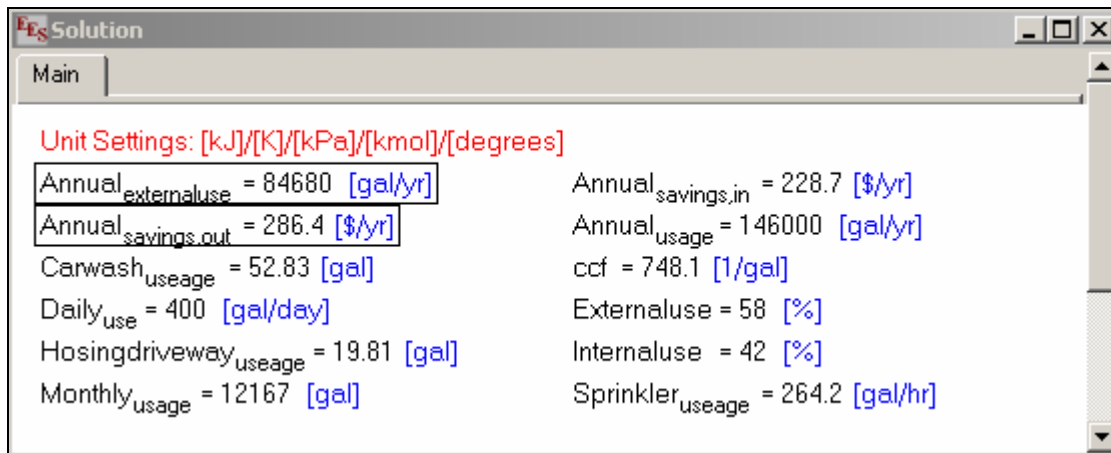 EES Solution
Main
Unit Settings: [kJ]/[K]/[kPa]/[kmol]/[degrees]
Annual_externaluse = 84680 [gal/yr]
Annual_savings,in = 228.7 [$/yr]
Annual_savings,out = 286.4 [$/yr]
Annual_usage = 146000 [gal/yr]
Carwash_useage = 52.83 [gal]
ccf = 748.1 [1/gal]
Daily_use = 400 [gal/day]
Externaluse = 58 [%]
Hosingdriveway_useage = 19.81 [gal]
Internaluse = 42 [%]
Monthly_usage = 12167 [gal]
Sprinkler_useage = 264.2 [gal/hr]